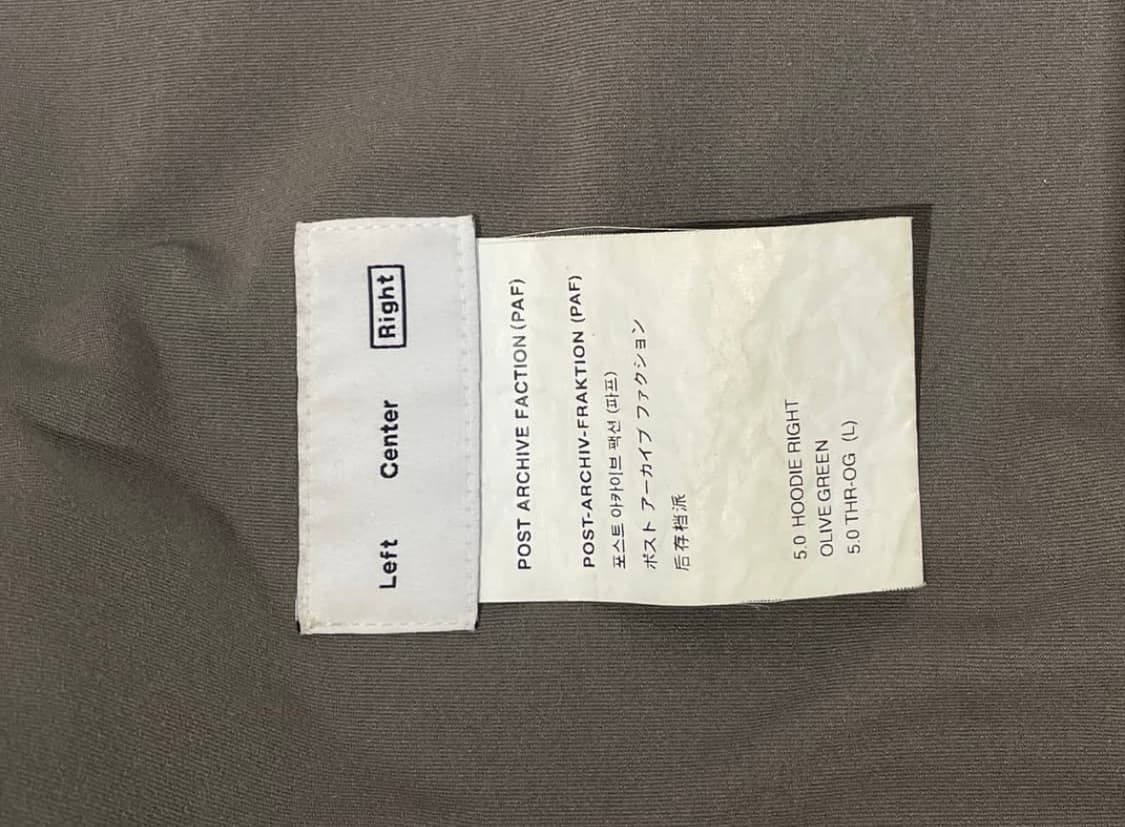 Left Center Right
POST ARCHIVE FACTION (PAF)
POST-ARCHIV-FRAKTION (PAF)
포스트 아카이브 팩션 (파프)
ポスト アーカイブ ファクション
后存档派
5.0 HOODIE RIGHT
OLIVE GREEN
5.0 THR-OG (L)